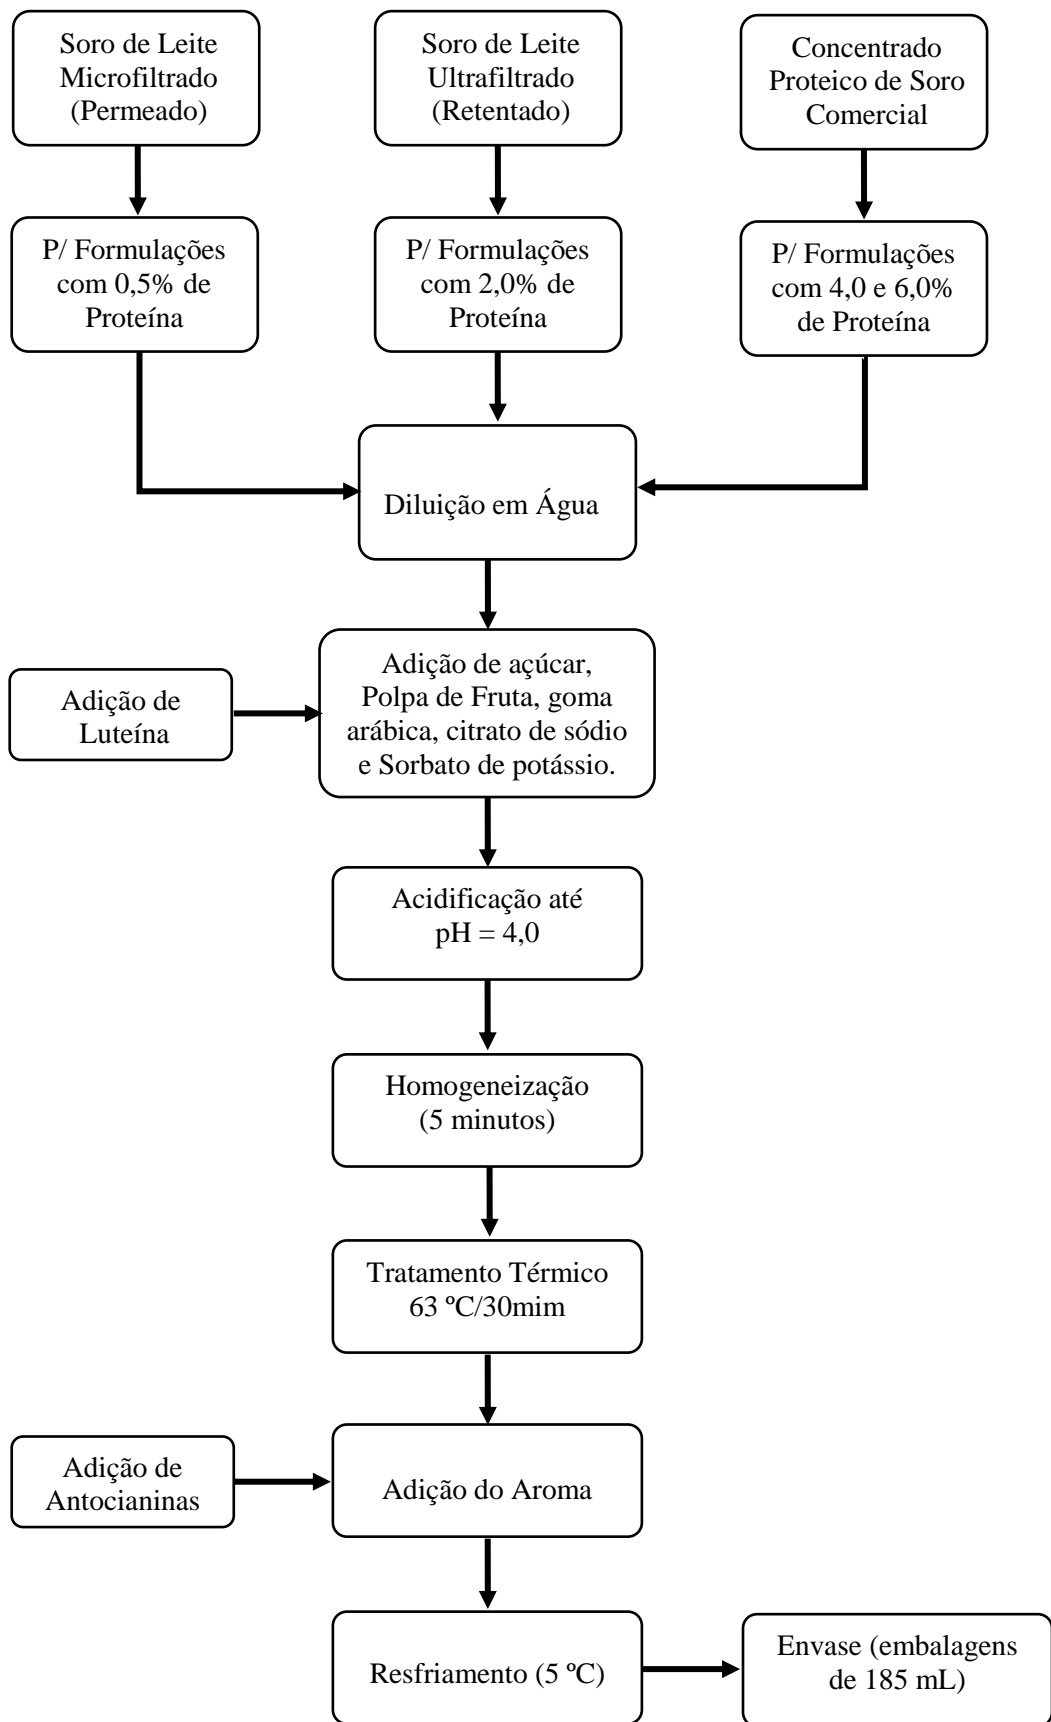 Soro de Leite
Microfiltrado
(Permeado)
Soro de Leite
Ultrafiltrado
(Retentado)
Concentrado
Proteico de Soro
Comercial
P/ Formulações
com 0,5% de
Proteína
P/ Formulações
com 2,0% de
Proteína
P/ Formulações
com 4,0 e 6,0%
de Proteína
Diluição em Água
Adição de
Luteína
Adição de açúcar,
Polpa de Fruta, goma
arábica, citrato de sódio
e Sorbato de potássio.
Acidificação até
pH = 4,0
Homogeneização
(5 minutos)
Tratamento Térmico
63 ºC/30mim
Adição de
Antocianinas
Adição do Aroma
Resfriamento (5 ºC)
Envase (embalagens
de 185 mL)